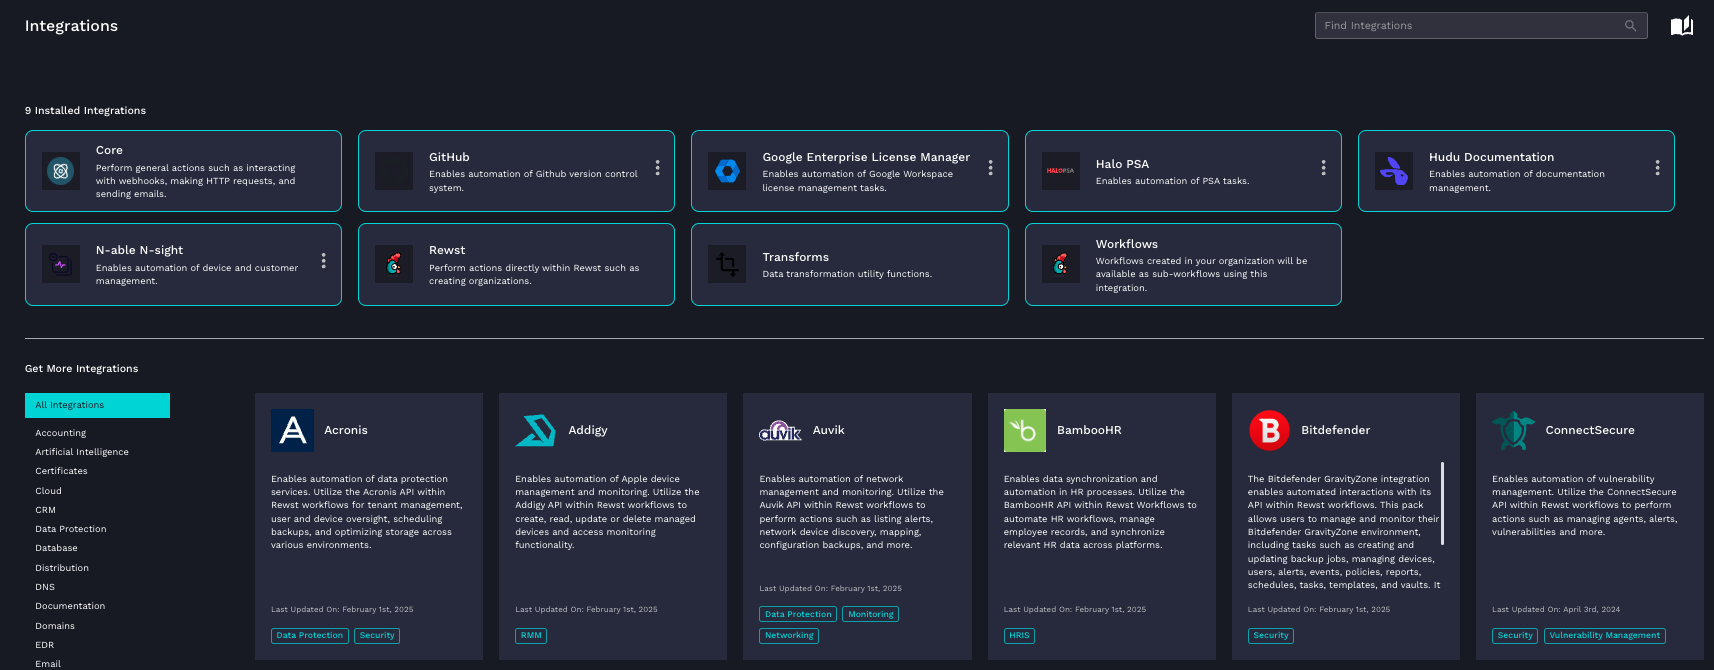 Integrations
Find Integrations
9 Installed Integrations
Core
Perform general actions such as interacting
with webhooks, making HTTP requests, and
sending emails.
GitHub
Enables automation of Github version control
system.
Google Enterprise License Manager
Enables automation of Google Workspace
license management tasks.
HALOPSA
Halo PSA
Enables automation of PSA tasks.
Hudu Documentation
Enables automation of documentation
management.
N-able N-sight
Enables automation of device and customer
management.
Rewst
Perform actions directly within Rewst such as
creating organizations.
Transforms
Data transformation utility functions.
Workflows
Workflows created in your organization will be
available as sub-workflows using this
integration.
Get More Integrations
All Integrations
Accounting
Artificial Intelligence
Certificates
Cloud
CRM
Data Protection
Database
Distribution
DNS
Documentation
Domains
EDR
Email
A
Acronis
Enables automation of data protection
services. Utilize the Acronis API within
Rewst workflows for tenant management,
user and device oversight, scheduling
backups, and optimizing storage across
various environments.
Last Updated On: February 1st, 2025
Data Protection
Security
Addigy
Enables automation of Apple device
management and monitoring. Utilize the
Addigy API within Rewst workflows to
create, read, update or delete managed
devices and access monitoring
functionality.
Last Updated On: February 1st, 2025
RMM
auvik
Auvik
Enables automation of network
management and monitoring. Utilize the
Auvik API within Rewst workflows to
perform actions such as listing alerts,
network device discovery, mapping,
configuration backups, and more.
Last Updated On: February 1st, 2025
Data Protection
Monitoring
Networking
b
BambooHR
Enables data synchronization and
automation in HR processes. Utilize the
BambooHR API within Rewst Workflows to
automate HR workflows, manage
employee records, and synchronize
relevant HR data across platforms.
Last Updated On: February 1st, 2025
HRIS
B
Bitdefender
The Bitdefender GravityZone integration
enables automated interactions with its
API within Rewst workflows. This pack
allows users to manage and monitor their
Bitdefender GravityZone environment,
including tasks such as creating and
updating backup jobs, managing devices,
users, alerts, events, policies, reports,
schedules, tasks, templates, and vaults. It
Last Updated On: February 1st, 2025
Security
ConnectSecure
Enables automation of vulnerability
management. Utilize the ConnectSecure
API within Rewst workflows to perform
actions such as managing agents, alerts,
vulnerabilities and more.
Last Updated On: April 3rd, 2024
Security
Vulnerability Management